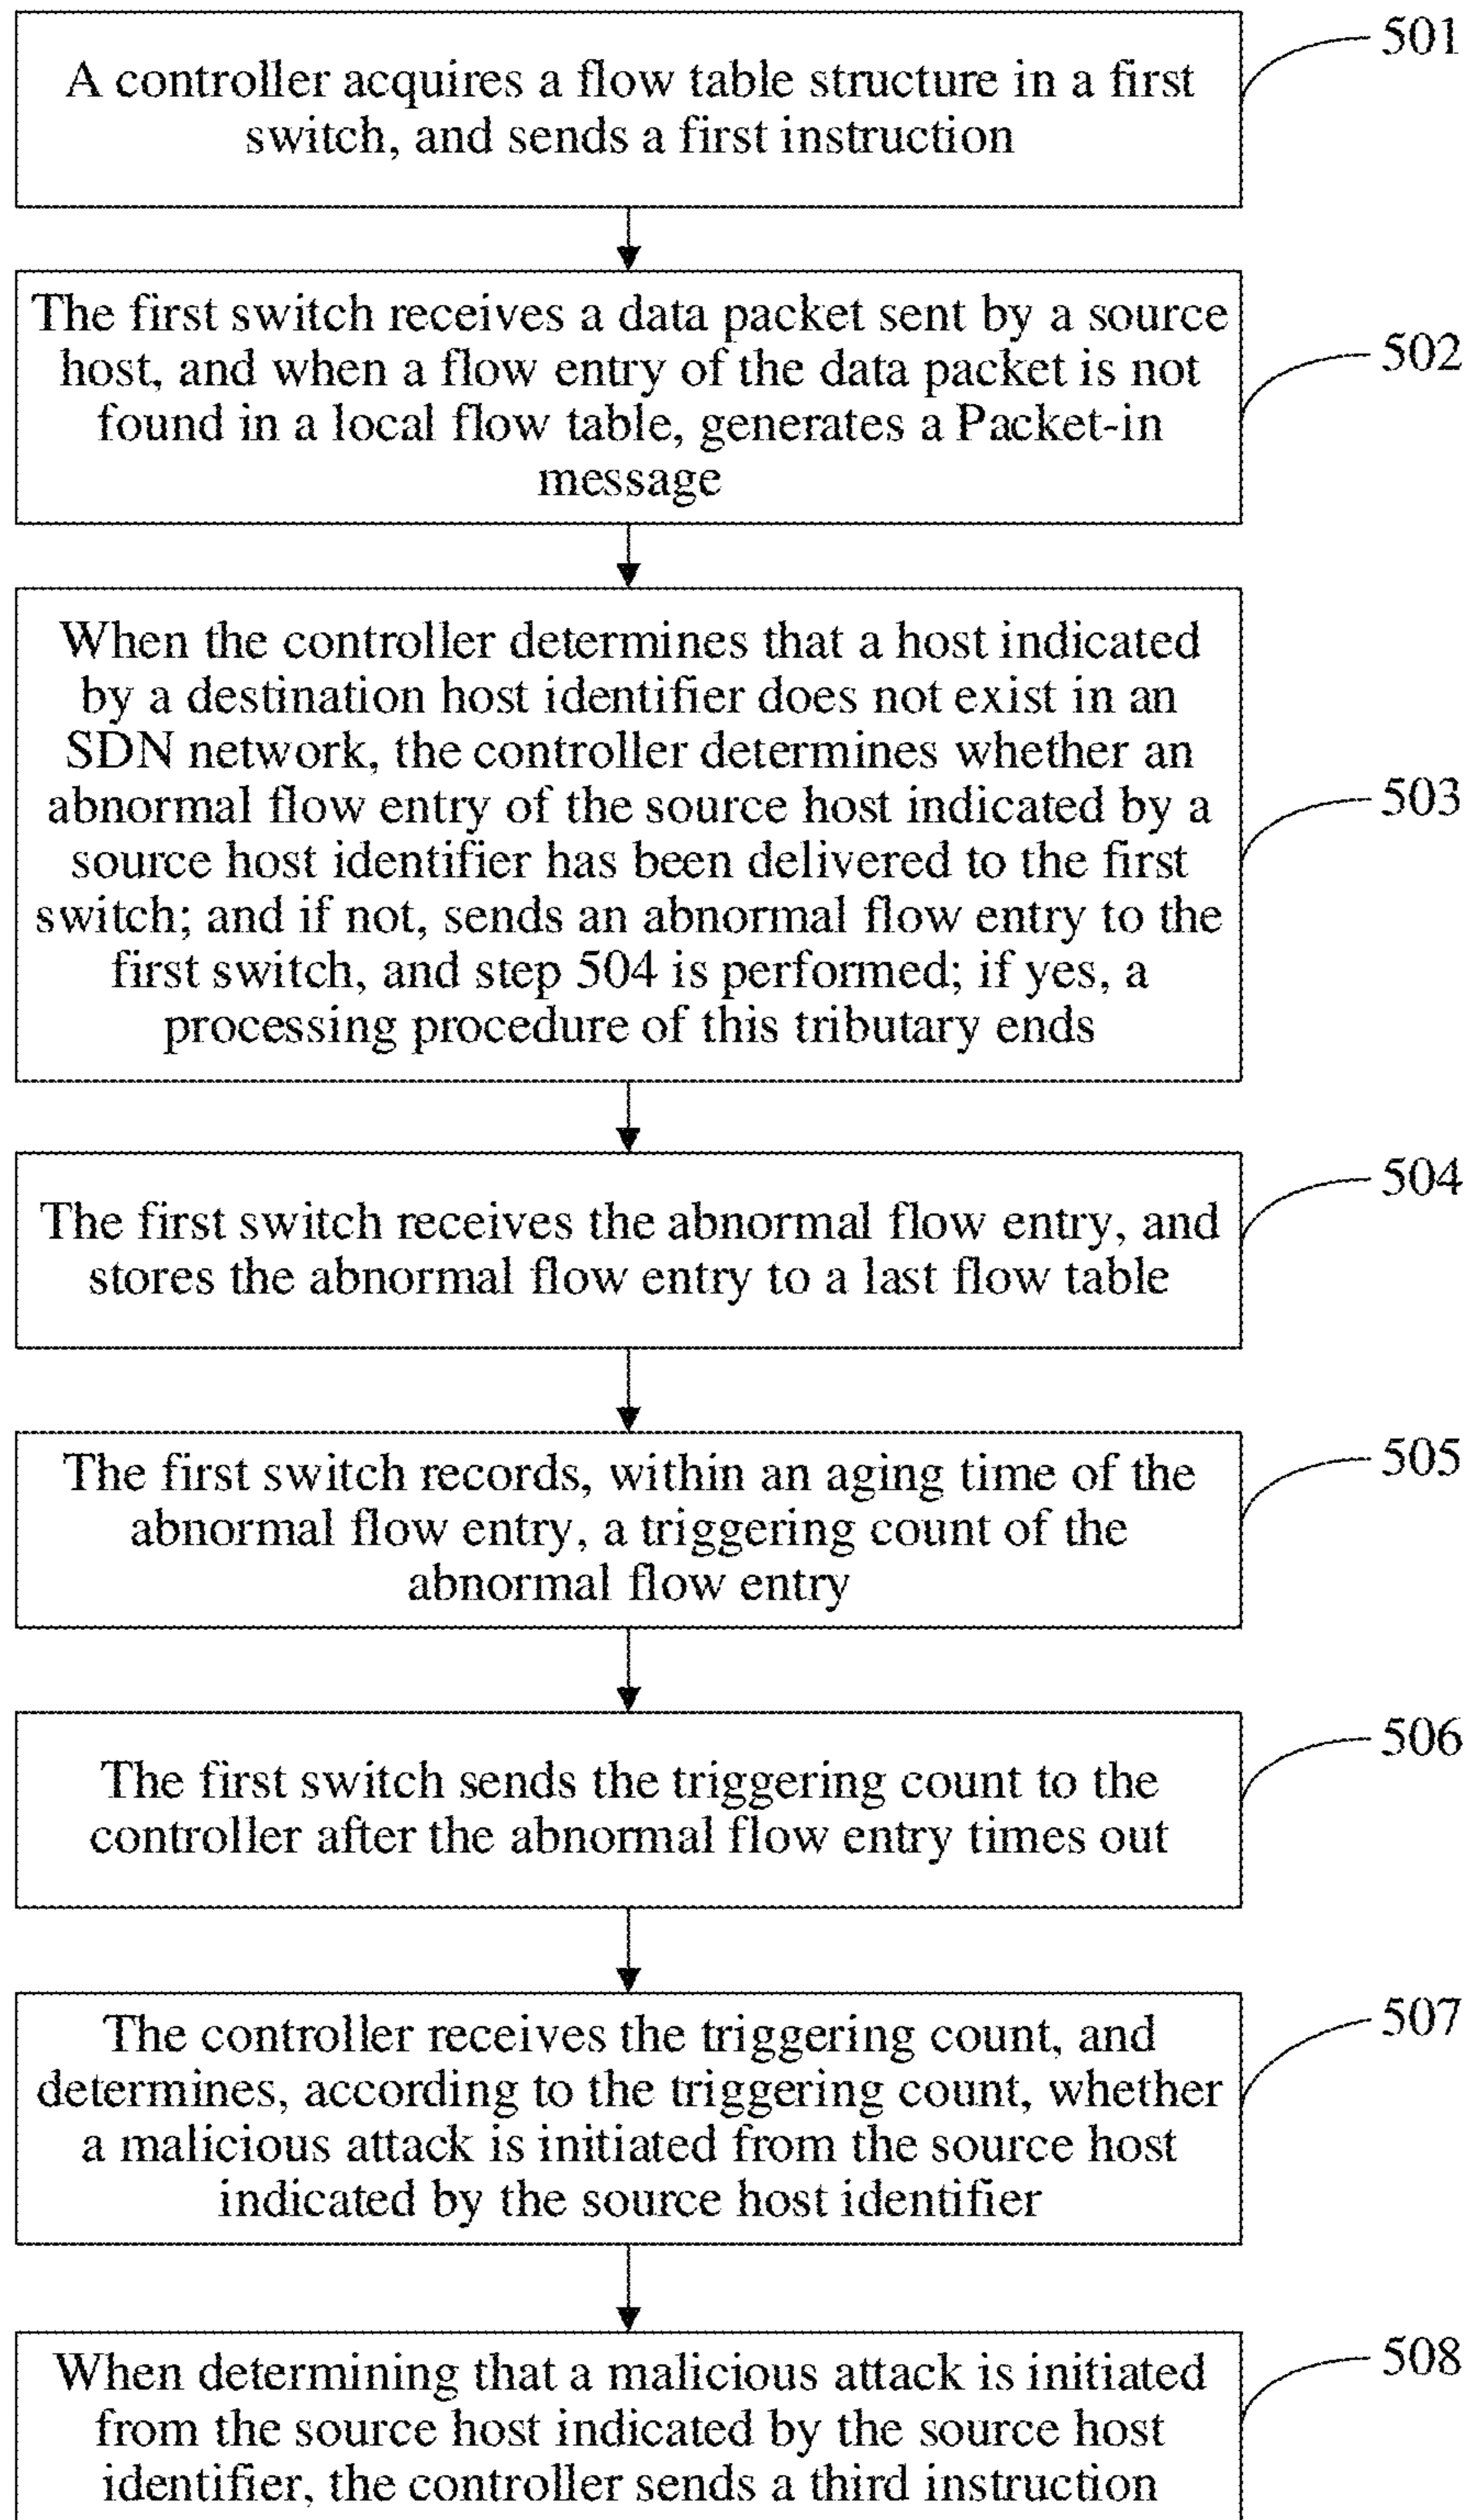 501
A controller acquires a flow table structure in a first
switch, and sends a first instruction
The first switch receives a data packet sent by a source
host, and when a flow entry of the data packet is not
found in a local flow table, generates a Packet-in
message
502
When the controller determines that a host indicated
by a destination host identifier does not exist in an
SDN network, the controller determines whether an
abnormal flow entry of the source host indicated by a
source host identifier has been delivered to the first
switch; and if not, sends an abnormal flow entry to the
first switch, and step 504 is performed; if yes, a
processing procedure of this tributary ends
503
504
The first switch receives the abnormal flow entry, and
stores the abnormal flow entry to a last flow table
505
The first switch records, within an aging time of the
abnormal flow entry, a triggering count of the
abnormal flow entry
506
The first switch sends the triggering count to the
controller after the abnormal flow entry times out
507
The controller receives the triggering count, and
determines, according to the triggering count, whether
a malicious attack is initiated from the source host
indicated by the source host identifier
508
When determining that a malicious attack is initiated
from the source host indicated by the source host
identifier, the controller sends a third instruction